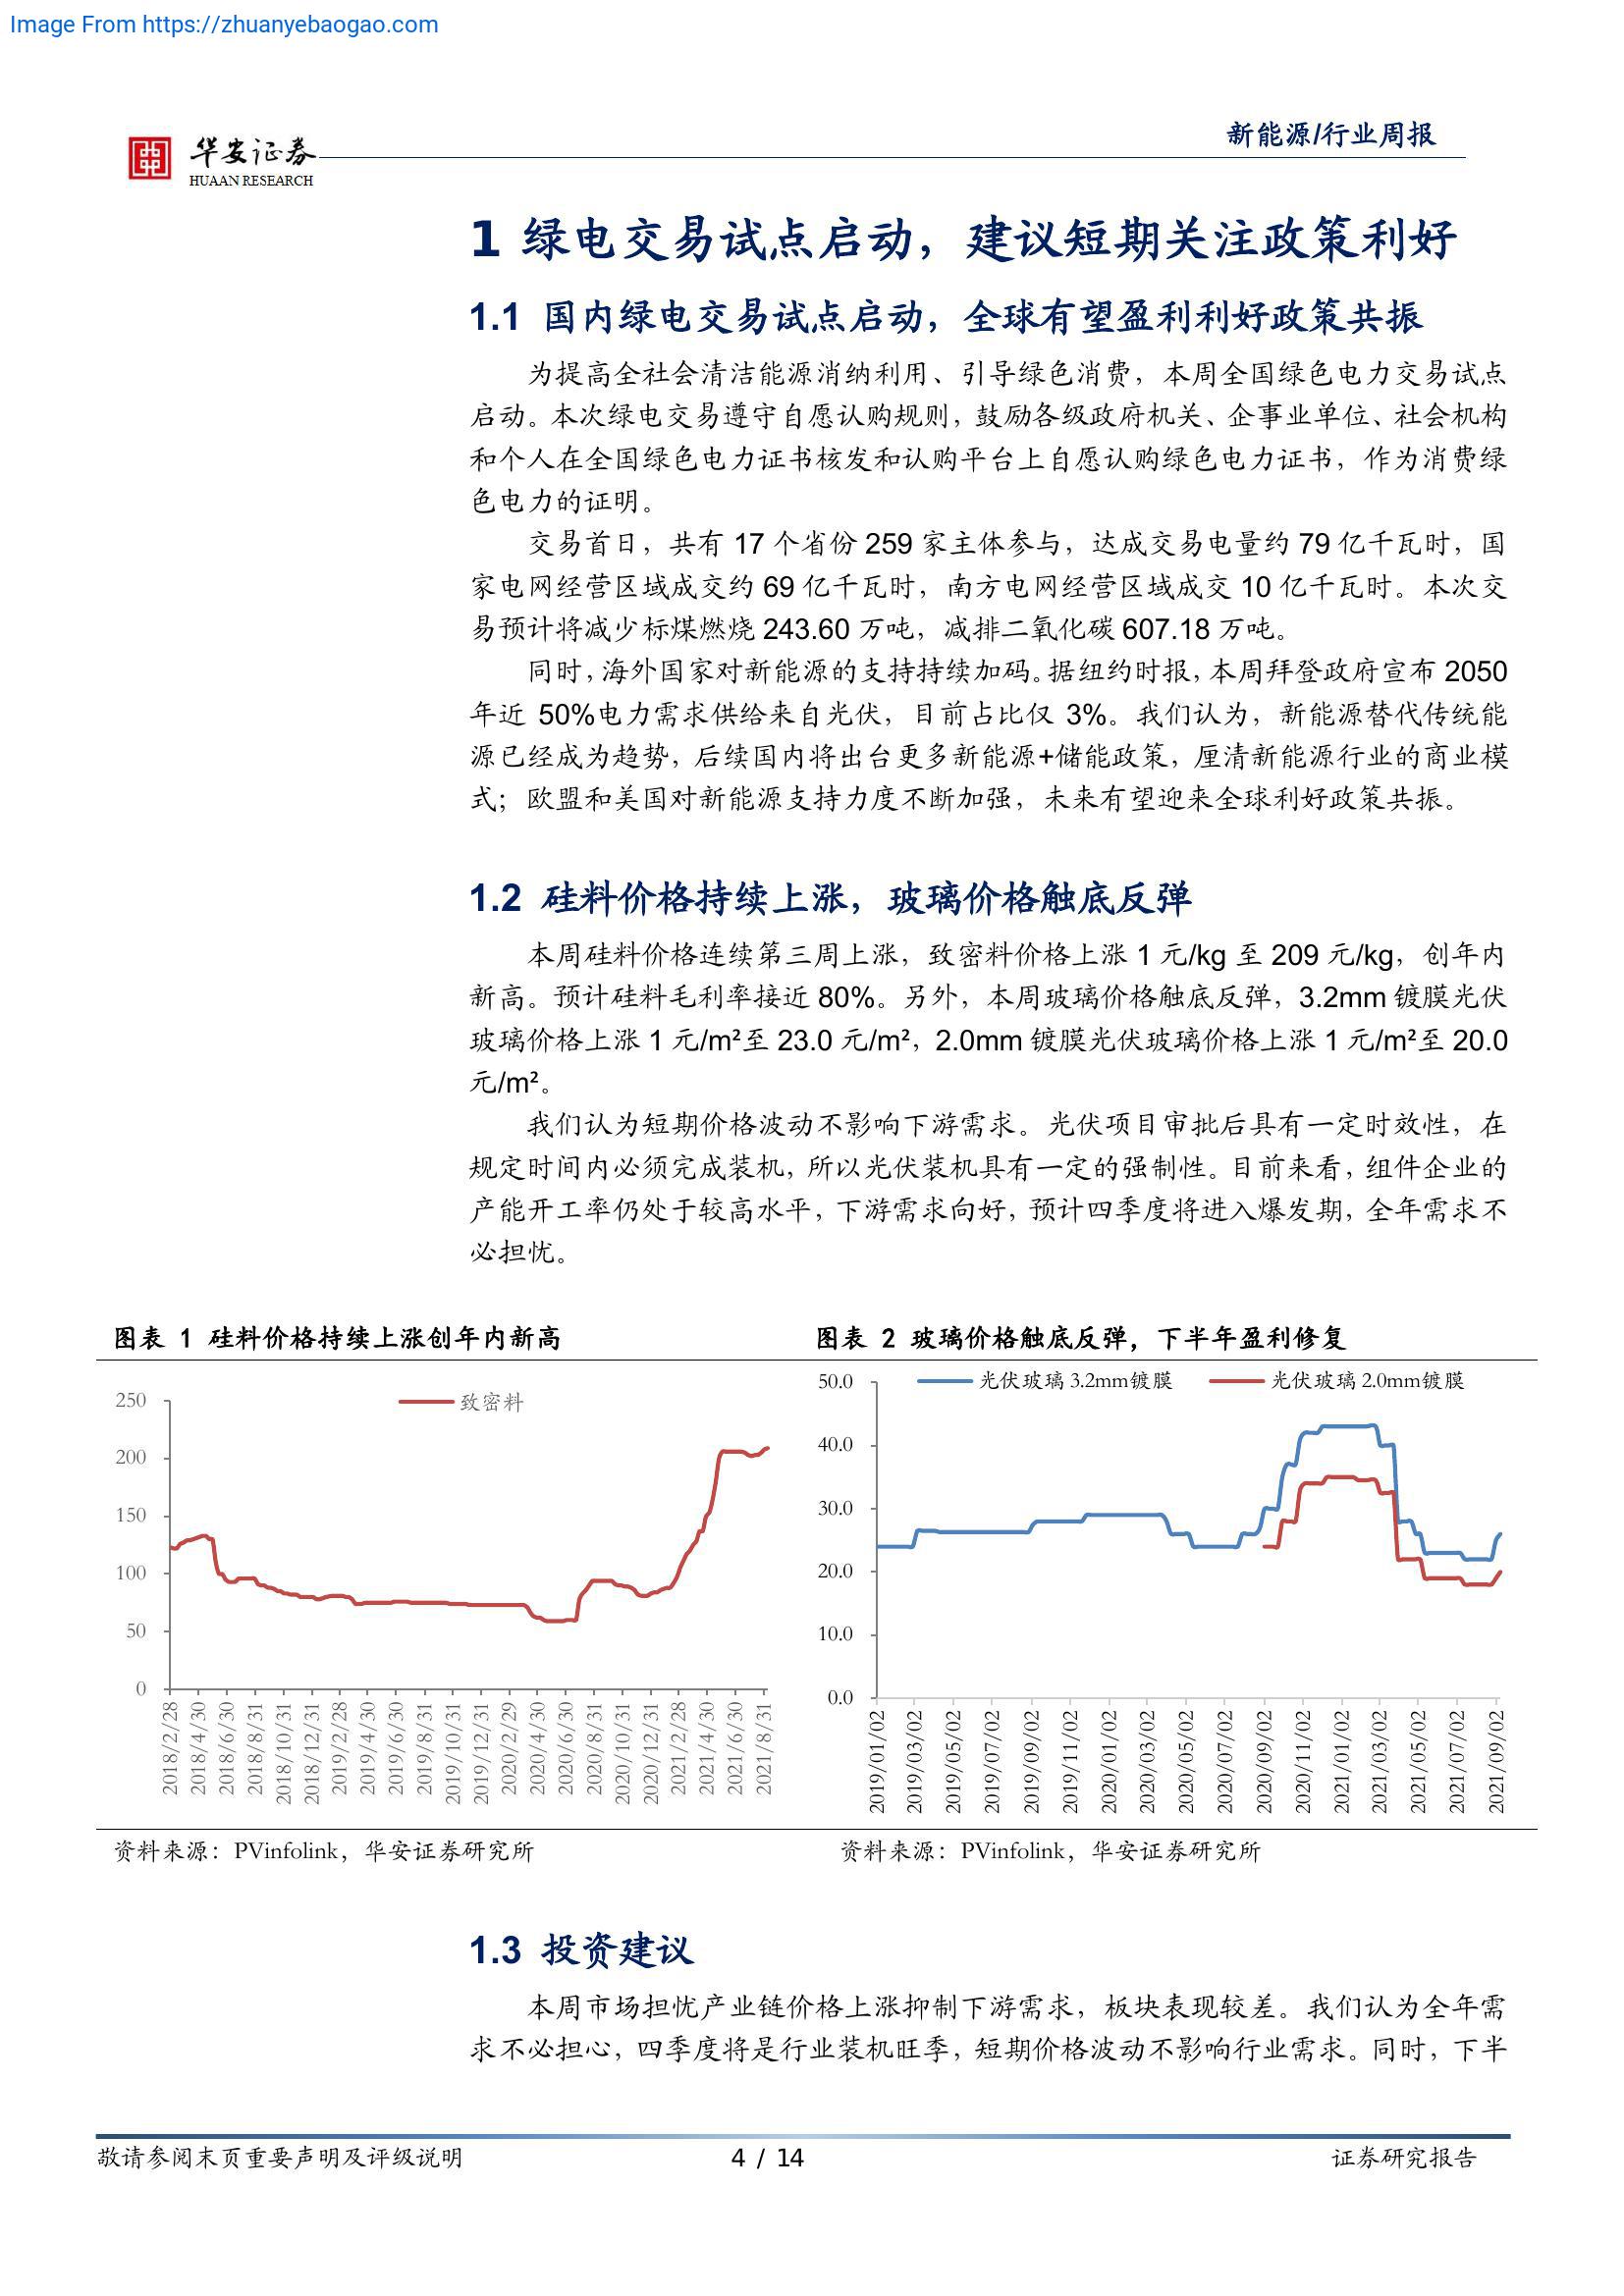 Image From https://zhuanyebaogao.com
华安证券
HUAAN RESEARCH
新能源/行业周报
1 绿电交易试点启动，建议短期关注政策利好
1.1 国内绿电交易试点启动，全球有望盈利利好政策共振
为提高全社会清洁能源消纳利用、引导绿色消费，本周全国绿色电力交易试点
启动。本次绿电交易遵守自愿认购规则，鼓励各级政府机关、企事业单位、社会机构
和个人在全国绿色电力证书核发和认购平台上自愿认购绿色电力证书，作为消费绿
色电力的证明。
交易首日，共有 17 个省份 259 家主体参与，达成交易电量约 79 亿千瓦时，国
家电网经营区域成交约 69 亿千瓦时，南方电网经营区域成交 10 亿千瓦时。本次交
易预计将减少标煤燃烧 243.60 万吨，减排二氧化碳 607.18 万吨。
同时，海外国家对新能源的支持持续加码。据纽约时报，本周拜登政府宣布 2050
年近 50%电力需求供给来自光伏，目前占比仅 3%。我们认为，新能源替代传统能
源已经成为趋势，后续国内将出台更多新能源+储能政策，厘清新能源行业的商业模
式；欧盟和美国对新能源支持力度不断加强，未来有望迎来全球利好政策共振。
1.2 硅料价格持续上涨，玻璃价格触底反弹
本周硅料价格连续第三周上涨，致密料价格上涨 1 元/kg 至 209 元/kg，创年内
新高。预计硅料毛利率接近 80%。另外，本周玻璃价格触底反弹，3.2mm 镀膜光伏
玻璃价格上涨 1 元/m²至 23.0 元/m²，2.0mm 镀膜光伏玻璃价格上涨 1 元/m²至 20.0
元/m²。
我们认为短期价格波动不影响下游需求。光伏项目审批后具有一定时效性，在
规定时间内必须完成装机，所以光伏装机具有一定的强制性。目前来看，组件企业的
产能开工率仍处于较高水平，下游需求向好，预计四季度将进入爆发期，全年需求不
必担忧。
图表 1 硅料价格持续上涨创年内新高
致密料
250
200
150
100
50
0
2018/2/28
2018/4/30
2018/6/30
2018/8/31
2018/10/31
2018/12/31
2019/2/28
2019/4/30
2019/6/30
2019/8/31
2019/10/31
2019/12/31
2020/2/29
2020/4/30
2020/6/30
2020/8/31
2020/10/31
2020/12/31
2021/2/28
2021/4/30
2021/6/30
2021/8/31
资料来源：PVinfolink，华安证券研究所
图表 2 玻璃价格触底反弹，下半年盈利修复
光伏玻璃 3.2mm镀膜
光伏玻璃 2.0mm镀膜
50.0
40.0
30.0
20.0
10.0
0.0
2019/01/02
2019/03/02
2019/05/02
2019/07/02
2019/09/02
2019/11/02
2020/01/02
2020/03/02
2020/05/02
2020/07/02
2020/09/02
2020/11/02
2021/01/02
2021/03/02
2021/05/02
2021/07/02
2021/09/02
资料来源：PVinfolink，华安证券研究所
1.3 投资建议
本周市场担忧产业链价格上涨抑制下游需求，板块表现较差。我们认为全年需
求不必担心，四季度将是行业装机旺季，短期价格波动不影响行业需求。同时，下半
敬请参阅末页重要声明及评级说明
4 / 14
证券研究报告